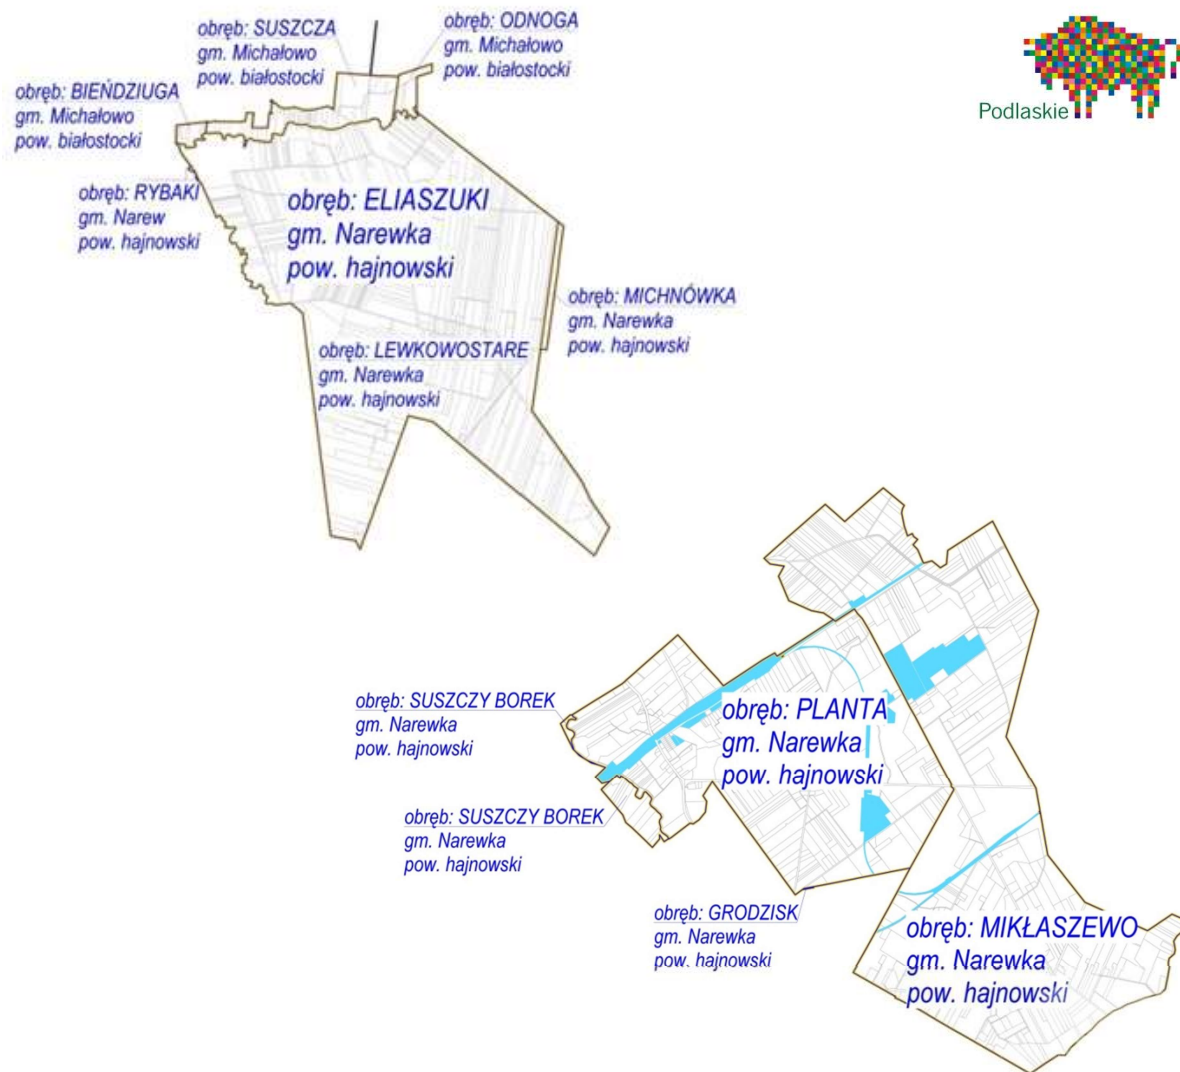 obręb: SUSZCZA
gm. Michałowo
pow. białostocki
obręb: ODNOGA
gm. Michałowo
pow. białostocki
Podlaskie
obręb: BIEŃDZIUGA
gm. Michałowo
pow. białostocki
obręb: RYBAKI
gm. Narew
pow. hajnowski
obręb: ELIASZUKI
gm. Narewka
pow. hajnowski
obręb: MICHNÓWKA
gm. Narewka
pow. hajnowski
obręb: LEWKOWOSTARE
gm. Narewka
pow. hajnowski
obręb: SUSZCZY BOREK
gm. Narewka
pow. hajnowski
obręb: PLANTA
gm. Narewka
pow. hajnowski
obręb: SUSZCZY BOREK
gm. Narewka
pow. hajnowski
obręb: GRODZISK
gm. Narewka
pow. hajnowski
obręb: MIKŁASZEWO
gm. Narewka
pow. hajnowski